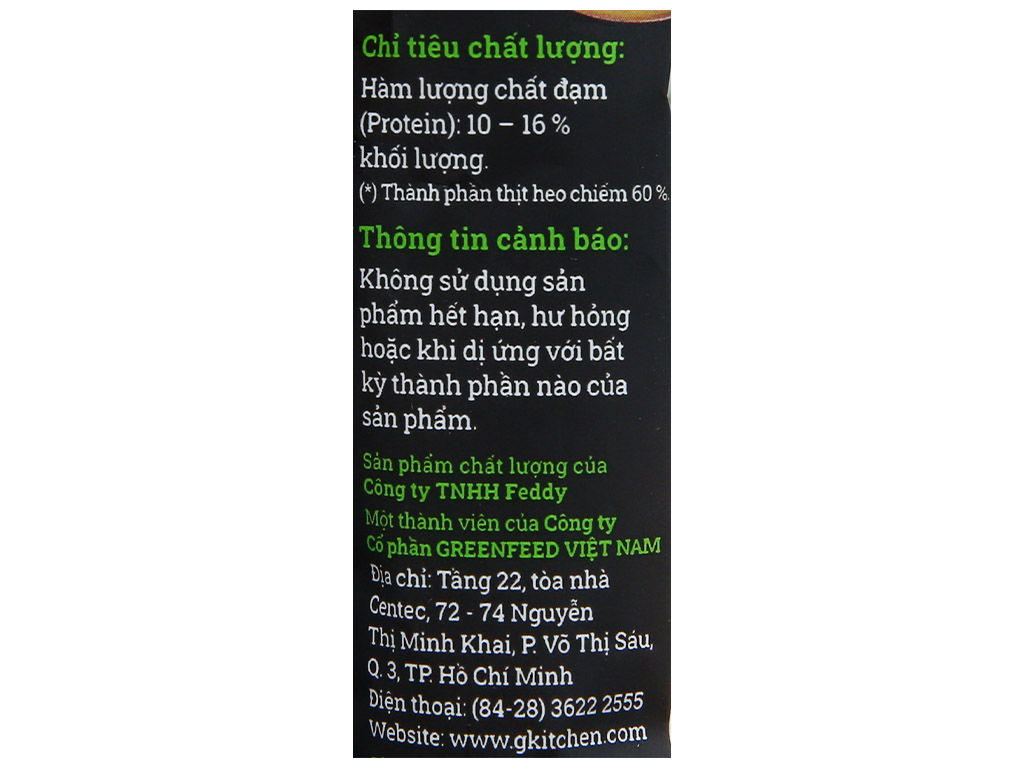 Chỉ tiêu chất lượng:
Hàm lượng chất đạm
(Protein): 10 – 16 %
khối lượng.
(*) Thành phần thịt heo chiếm 60 %.
Thông tin cảnh báo:
Không sử dụng sản
phẩm hết hạn, hư hỏng
hoặc khi dị ứng với bất
kỳ thành phần nào của
sản phẩm.
Sản phẩm chất lượng của
Công ty TNHH Feddy
Một thành viên của Công ty
Cổ phần GREENFEED VIỆT NAM
Địa chỉ: Tầng 22, tòa nhà
Centec, 72 - 74 Nguyễn
Thị Minh Khai, P. Võ Thị Sáu,
Q. 3, TP. Hồ Chí Minh
Điện thoại: (84-28) 3622 2555
Website: www.gkitchen.com